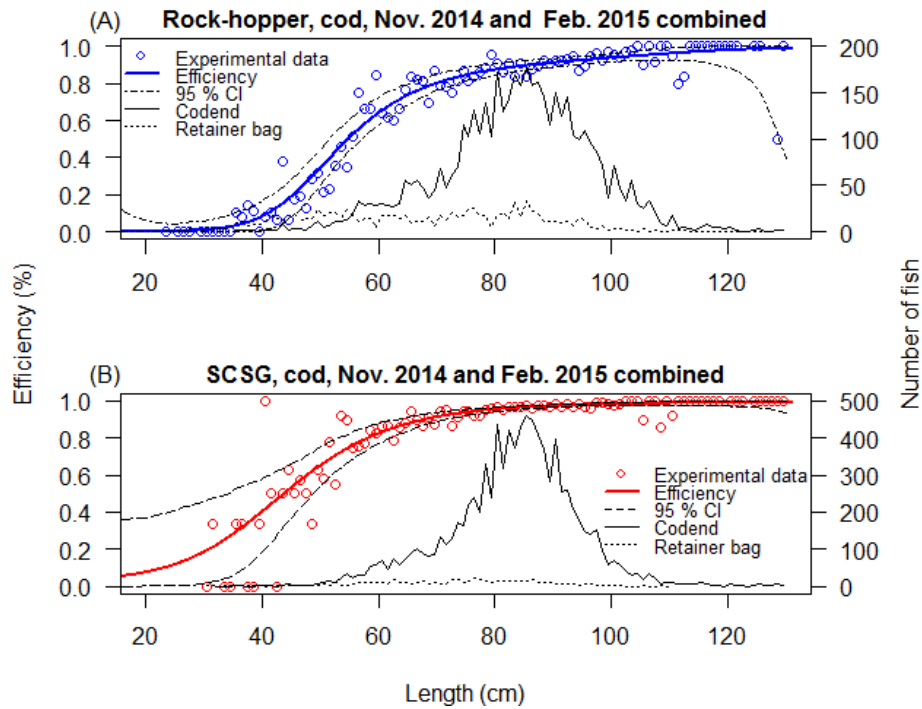 (A) Rock-hopper, cod, Nov. 2014 and Feb. 2015 combined
1.0
0.8
0.6
0.4
0.2
0.0
Experimental data
Efficiency
95 % CI
Codend
Retainer bag
200
150
100
50
0
20 40 60 80 100 120
Efficiency (%)
Number of fish
(B) SCSG, cod, Nov. 2014 and Feb. 2015 combined
1.0
0.8
0.6
0.4
0.2
0.0
Experimental data
Efficiency
95 % CI
Codend
Retainer bag
500
400
300
200
100
0
20 40 60 80 100 120
Length (cm)